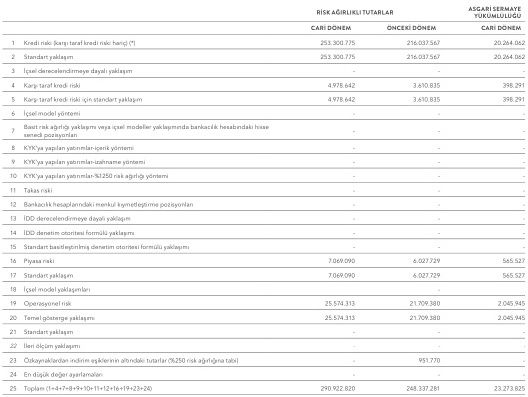 RİSK AĞIRLIKLI TUTARLAR ASGARİ SERMAYE YÜKÜMLÜLÜĞÜ
CARİ DÖNEM ÖNCEKİ DÖNEM CARİ DÖNEM
1 Kredi riski (karşı taraf kredi riski hariç) (*) 253.300.775 216.037.567 20.264.062
2 Standart yaklaşım 253.300.775 216.037.567 20.264.062
3 İçsel derecelendirmeye dayalı yaklaşım - - -
4 Karşı taraf kredi riski 4.978.642 3.610.835 398.291
5 Karşı taraf kredi riski için standart yaklaşım 4.978.642 3.610.835 398.291
6 İçsel model yöntemi - - -
7 Basit risk ağırlığı yaklaşımı veya içsel modeller yaklaşımında bankacılık hesabındaki hisse
senedi pozisyonları - - -
8 KYK'ya yapılan yatırımlar-içerik yöntemi - - -
9 KYK'ya yapılan yatırımlar-izahname yöntemi - - -
10 KYK'ya yapılan yatırımlar-%1250 risk ağırlığı yöntemi - - -
11 Takas riski - - -
12 Bankacılık hesaplarındaki menkul kıymetleştirme pozisyonları - - -
13 İDD derecelendirmeye dayalı yaklaşım - - -
14 İDD denetim otoritesi formülü yaklaşımı - - -
15 Standart basitleştirilmiş denetim otoritesi formülü yaklaşımı - - -
16 Piyasa riski 7.069.090 6.027.729 565.527
17 Standart yaklaşım 7.069.090 6.027.729 565.527
18 İçsel model yaklaşımları - -
19 Operasyonel risk 25.574.313 21.709.380 2.045.945
20 Temel gösterge yaklaşımı 25.574.313 21.709.380 2.045.945
21 Standart yaklaşım - - -
22 İleri ölçüm yaklaşımı - - -
23 Özkaynaklardan indirim eşiklerinin altındaki tutarlar (%250 risk ağırlığına tabi) - 951.770 -
24 En düşük değer ayarlamaları - - -
25 Toplam (1+4+7+8+9+10+11+12+16+19+23+24) 290.922.820 248.337.281 23.273.825